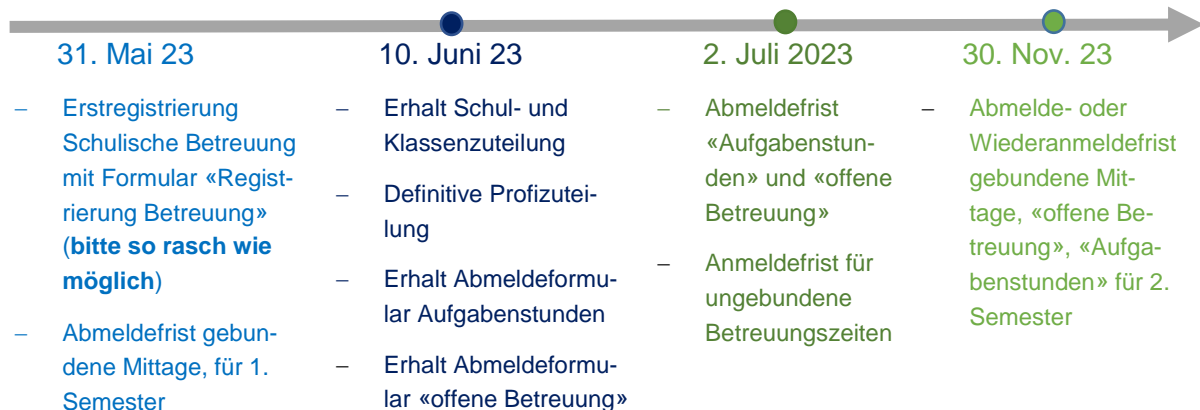 31. Mai 23
– Erstregistrierung
Schulische Betreuung
mit Formular «Regist-
rierung Betreuung»
(bitte so rasch wie
möglich)
– Abmeldefrist gebun-
dene Mittage, für 1.
Semester
10. Juni 23
– Erhalt Schul- und
Klassenzuteilung
– Definitive Profizutei-
lung
– Erhalt Abmeldeformu-
lar Aufgabenstunden
– Erhalt Abmeldeformu-
lar «offene Betreuung»
2. Juli 2023
– Abmeldefrist
«Aufgabenstun-
den» und «offene
Betreuung»
– Anmeldefrist für
ungebundene
Betreuungszeiten
30. Nov. 23
– Abmelde- oder
Wiederanmeldefrist
gebundene Mit-
tage, «offene Be-
treuung», «Aufga-
benstunden» für 2.
Semester